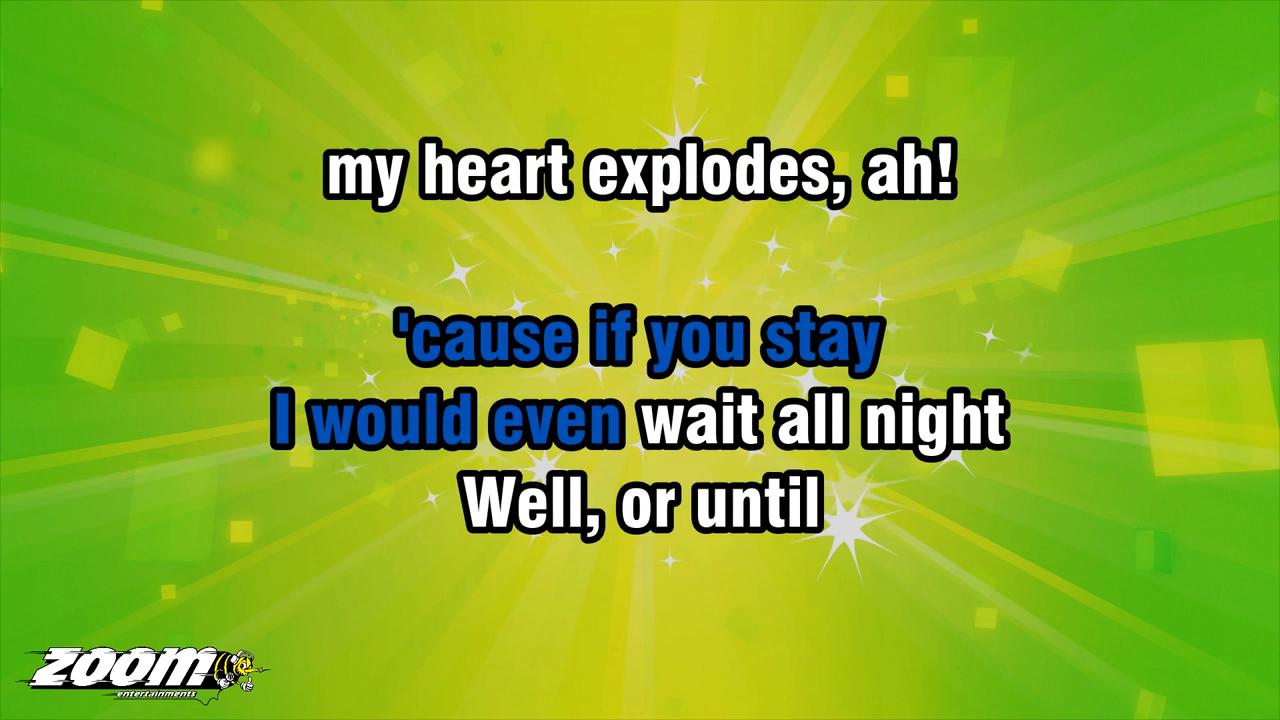 my heart explodes, ah!
'cause if you stay
I would even wait all night
Well, or until
ZOOM
entertainments